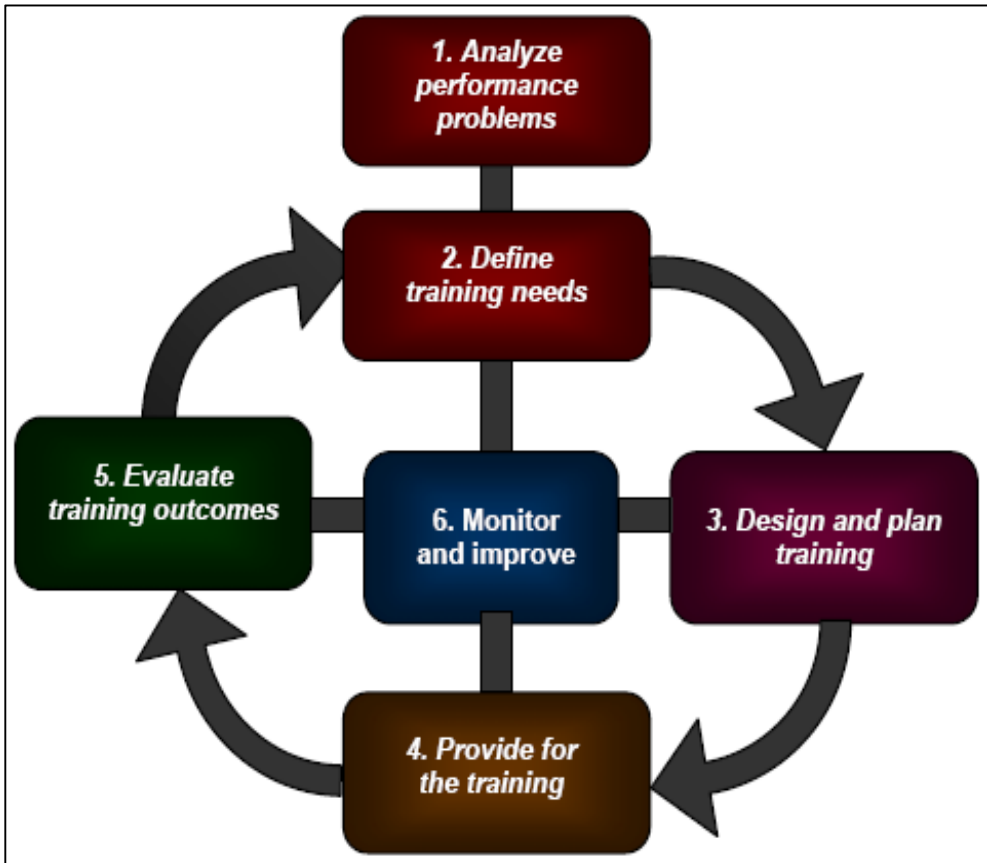 1. Analyze
performance
problems
2. Define
training needs
3. Design and plan
training
4. Provide for
the training
5. Evaluate
training outcomes
6. Monitor
and improve